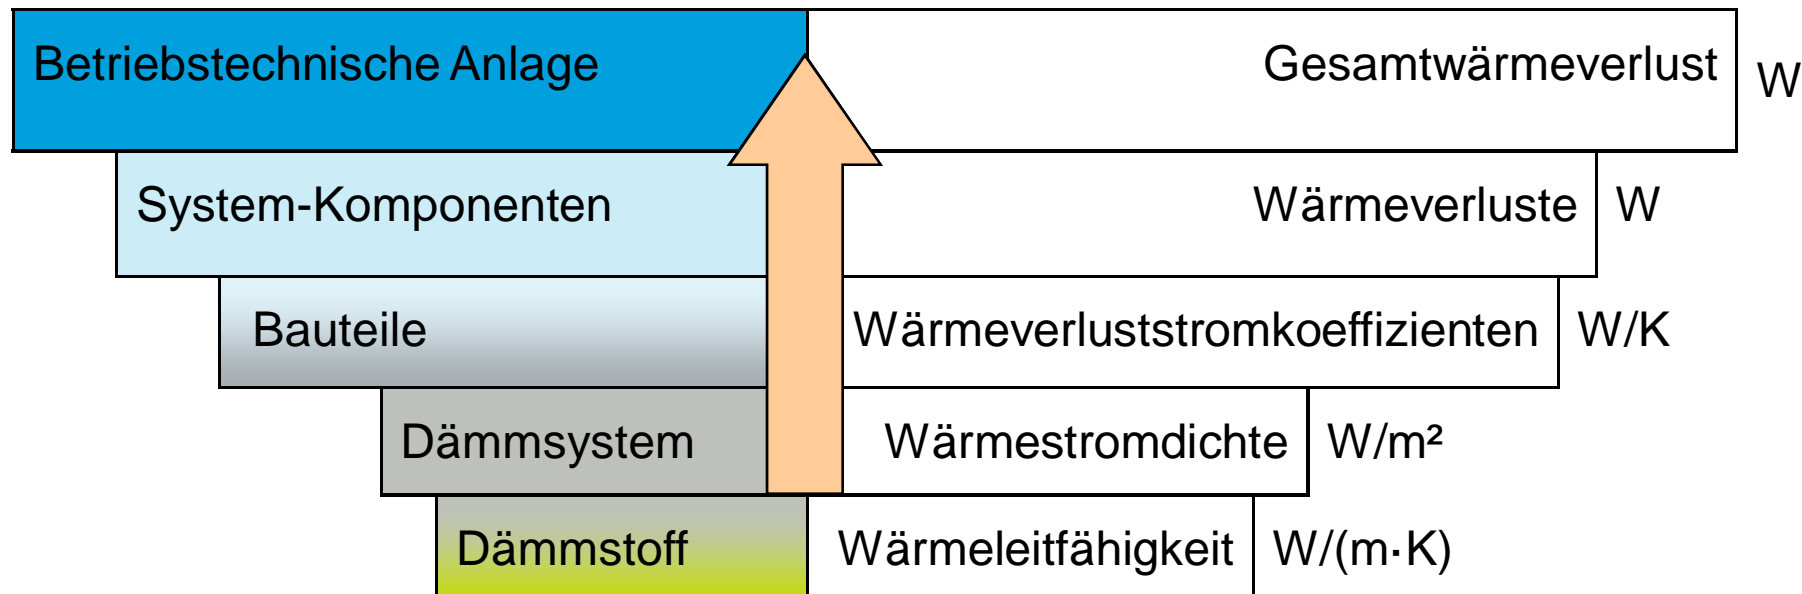 Betriebstechnische Anlage Gesamtwärmeverlust W
System-Komponenten Wärmeverluste W
Bauteile Wärmeverluststromkoeffizienten W/K
Dämmsystem Wärmestromdichte W/m²
Dämmstoff Wärmeleitfähigkeit W/(m·K)